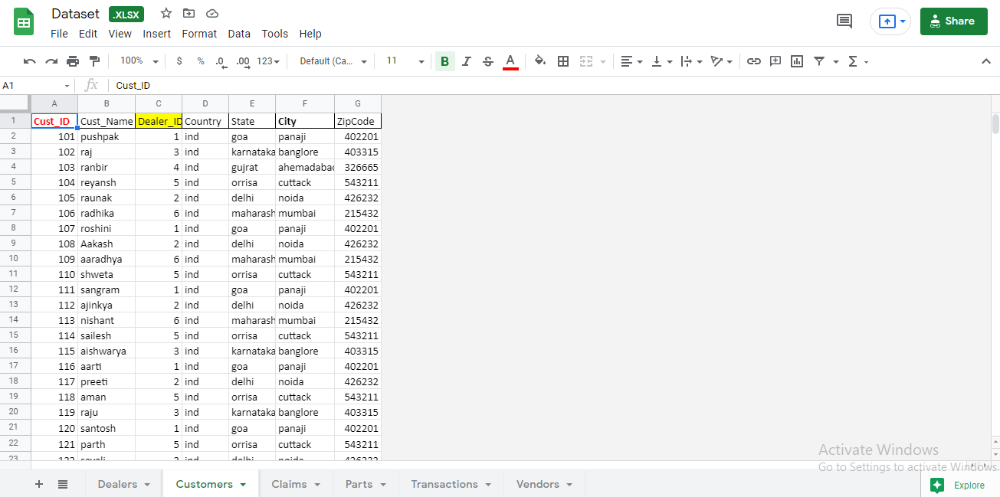 Dataset .XLSX
File Edit View Insert Format Data Tools Help
Share
100% $ % .0 .00 123 Default (Ca... 11 B I S A Σ
A1 fx Cust_ID
A B C D E F G
1 Cust_ID Cust_Name Dealer_ID Country State City ZipCode
2 101 pushpak 1 ind goa panaji 402201
3 102 raj 3 ind karnataka banglore 403315
4 103 ranbir 4 ind gujrat ahemadabac 326665
5 104 reyansh 5 ind orrisa cuttack 543211
6 105 raunak 2 ind delhi noida 426232
7 106 radhika 6 ind maharash mumbai 215432
8 107 roshini 1 ind goa panaji 402201
9 108 Aakash 2 ind delhi noida 426232
10 109 aaradhya 6 ind maharash mumbai 215432
11 110 shweta 5 ind orrisa cuttack 543211
12 111 sangram 1 ind goa panaji 402201
13 112 ajinkya 2 ind delhi noida 426232
14 113 nishant 6 ind maharash mumbai 215432
15 114 sailesh 5 ind orrisa cuttack 543211
16 115 aishwarya 3 ind karnataka banglore 403315
17 116 aarti 1 ind goa panaji 402201
18 117 preeti 2 ind delhi noida 426232
19 118 aman 5 ind orrisa cuttack 543211
20 119 raju 3 ind karnataka banglore 403315
21 120 santosh 1 ind goa panaji 402201
22 121 parth 5 ind orrisa cuttack 543211
23 122 ind delhi noida 426232
Activate Windows
Go to Settings to activate Windows.
+ Dealers Customers Claims Parts Transactions Vendors Explore